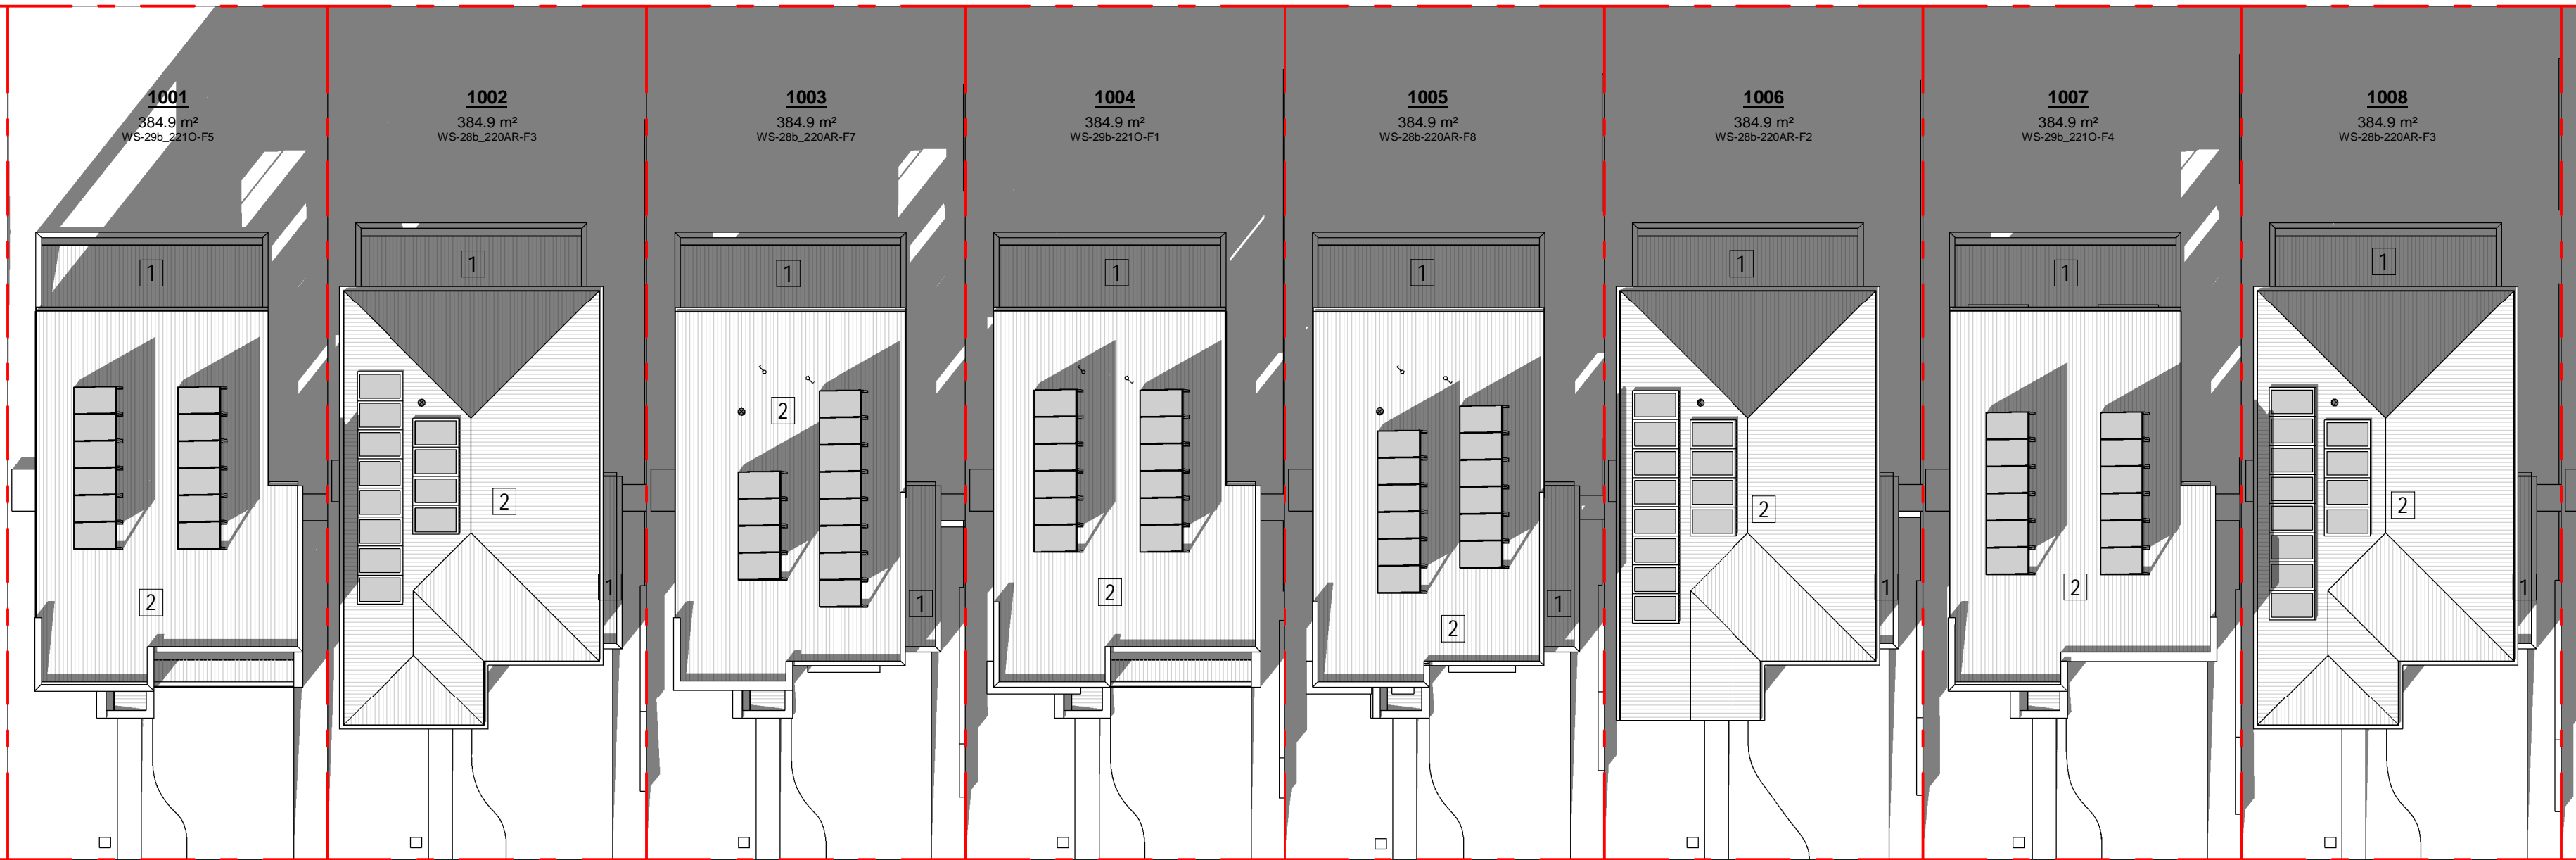 1001
384.9 m²
WS-29b_221O-F5
1
2
1002
384.9 m²
WS-28b_220AR-F3
1
2
1
1003
384.9 m²
WS-28b_220AR-F7
1
2
1
1004
384.9 m²
WS-29b-221O-F1
1
2
1005
384.9 m²
WS-28b-220AR-F8
1
2
1
1006
384.9 m²
WS-28b-220AR-F2
1
2
1
1007
384.9 m²
WS-29b_221O-F4
1
2
1008
384.9 m²
WS-28b-220AR-F3
1
2
1